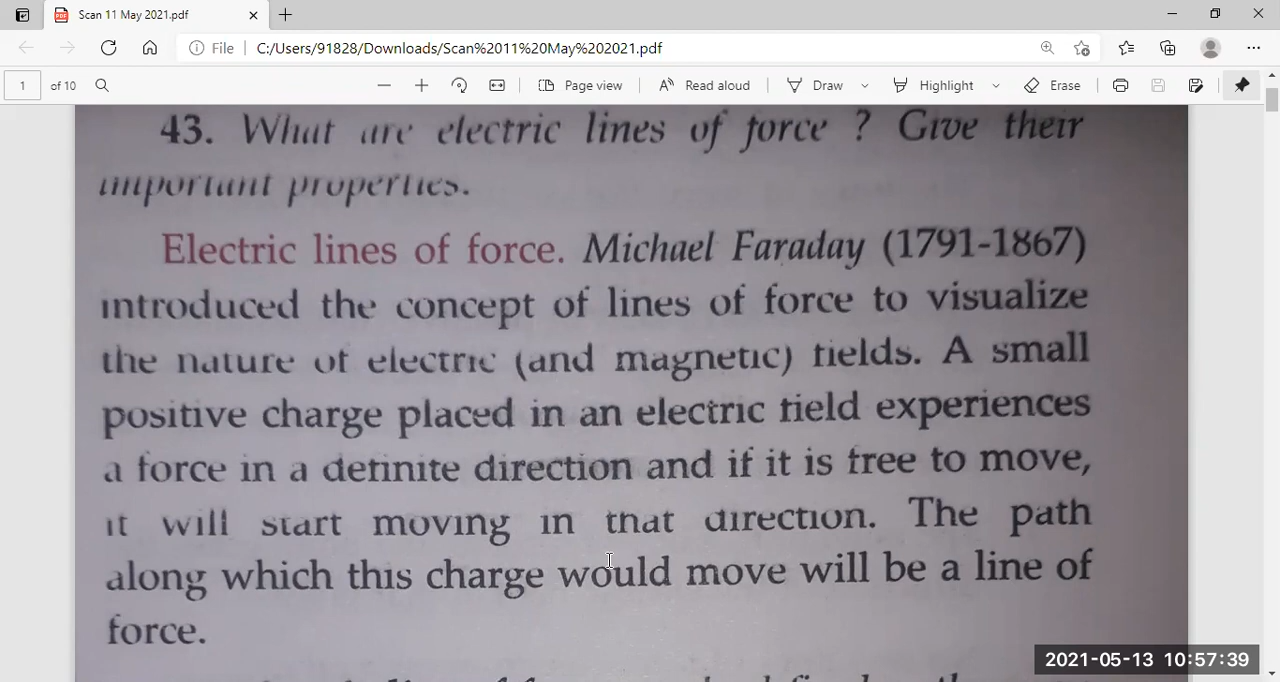 Scan 11 May 2021.pdf
File C:/Users/91828/Downloads/Scan%2011%20May%202021.pdf
1 of 10 Page view Read aloud Draw Highlight Erase
43. What are electric lines of force ? Give their
important properties.
Electric lines of force. Michael Faraday (1791-1867)
introduced the concept of lines of force to visualize
the nature of electric (and magnetic) fields. A small
positive charge placed in an electric field experiences
a force in a definite direction and if it is free to move,
it will start moving in that direction. The path
along which this charge would move will be a line of
force.
2021-05-13 10:57:39